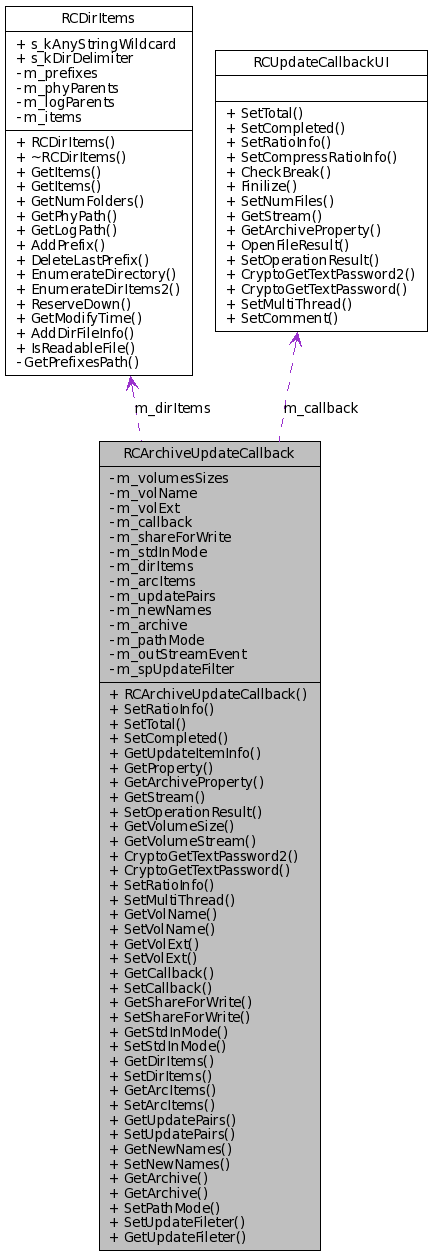 RCDirItems
+ s_kAnyStringWildcard
+ s_kDirDelimiter
- m_prefixes
- m_phyParents
- m_logParents
- m_items
+ RCDirItems()
+ ~RCDirItems()
+ GetItems()
+ GetItems()
+ GetNumFolders()
+ GetPhyPath()
+ GetLogPath()
+ AddPrefix()
+ DeleteLastPrefix()
+ EnumerateDirectory()
+ EnumerateDirItems2()
+ ReserveDown()
+ GetModifyTime()
+ AddDirFileInfo()
+ IsReadableFile()
- GetPrefixesPath()
RCUpdateCallbackUI
+ SetTotal()
+ SetCompleted()
+ SetRatioInfo()
+ SetCompressRatioInfo()
+ CheckBreak()
+ Finilize()
+ SetNumFiles()
+ GetStream()
+ GetArchiveProperty()
+ OpenFileResult()
+ SetOperationResult()
+ CryptoGetTextPassword2()
+ CryptoGetTextPassword()
+ SetMultiThread()
+ SetComment()
m_dirItems
m_callback
RCArchiveUpdateCallback
- m_volumesSizes
- m_volName
- m_volExt
- m_callback
- m_shareForWrite
- m_stdInMode
- m_dirItems
- m_arcItems
- m_updatePairs
- m_newNames
- m_archive
- m_pathMode
- m_outStreamEvent
- m_spUpdateFilter
+ RCArchiveUpdateCallback()
+ SetRatioInfo()
+ SetTotal()
+ SetCompleted()
+ GetUpdateItemInfo()
+ GetProperty()
+ GetArchiveProperty()
+ GetStream()
+ SetOperationResult()
+ GetVolumeSize()
+ GetVolumeStream()
+ CryptoGetTextPassword2()
+ CryptoGetTextPassword()
+ SetRatioInfo()
+ SetMultiThread()
+ GetVolName()
+ SetVolName()
+ GetVolExt()
+ SetVolExt()
+ GetCallback()
+ SetCallback()
+ GetShareForWrite()
+ SetShareForWrite()
+ GetStdInMode()
+ SetStdInMode()
+ GetDirItems()
+ SetDirItems()
+ GetArcItems()
+ SetArcItems()
+ GetUpdatePairs()
+ SetUpdatePairs()
+ GetNewNames()
+ SetNewNames()
+ GetArchive()
+ GetArchive()
+ SetPathMode()
+ SetUpdateFileter()
+ GetUpdateFileter()